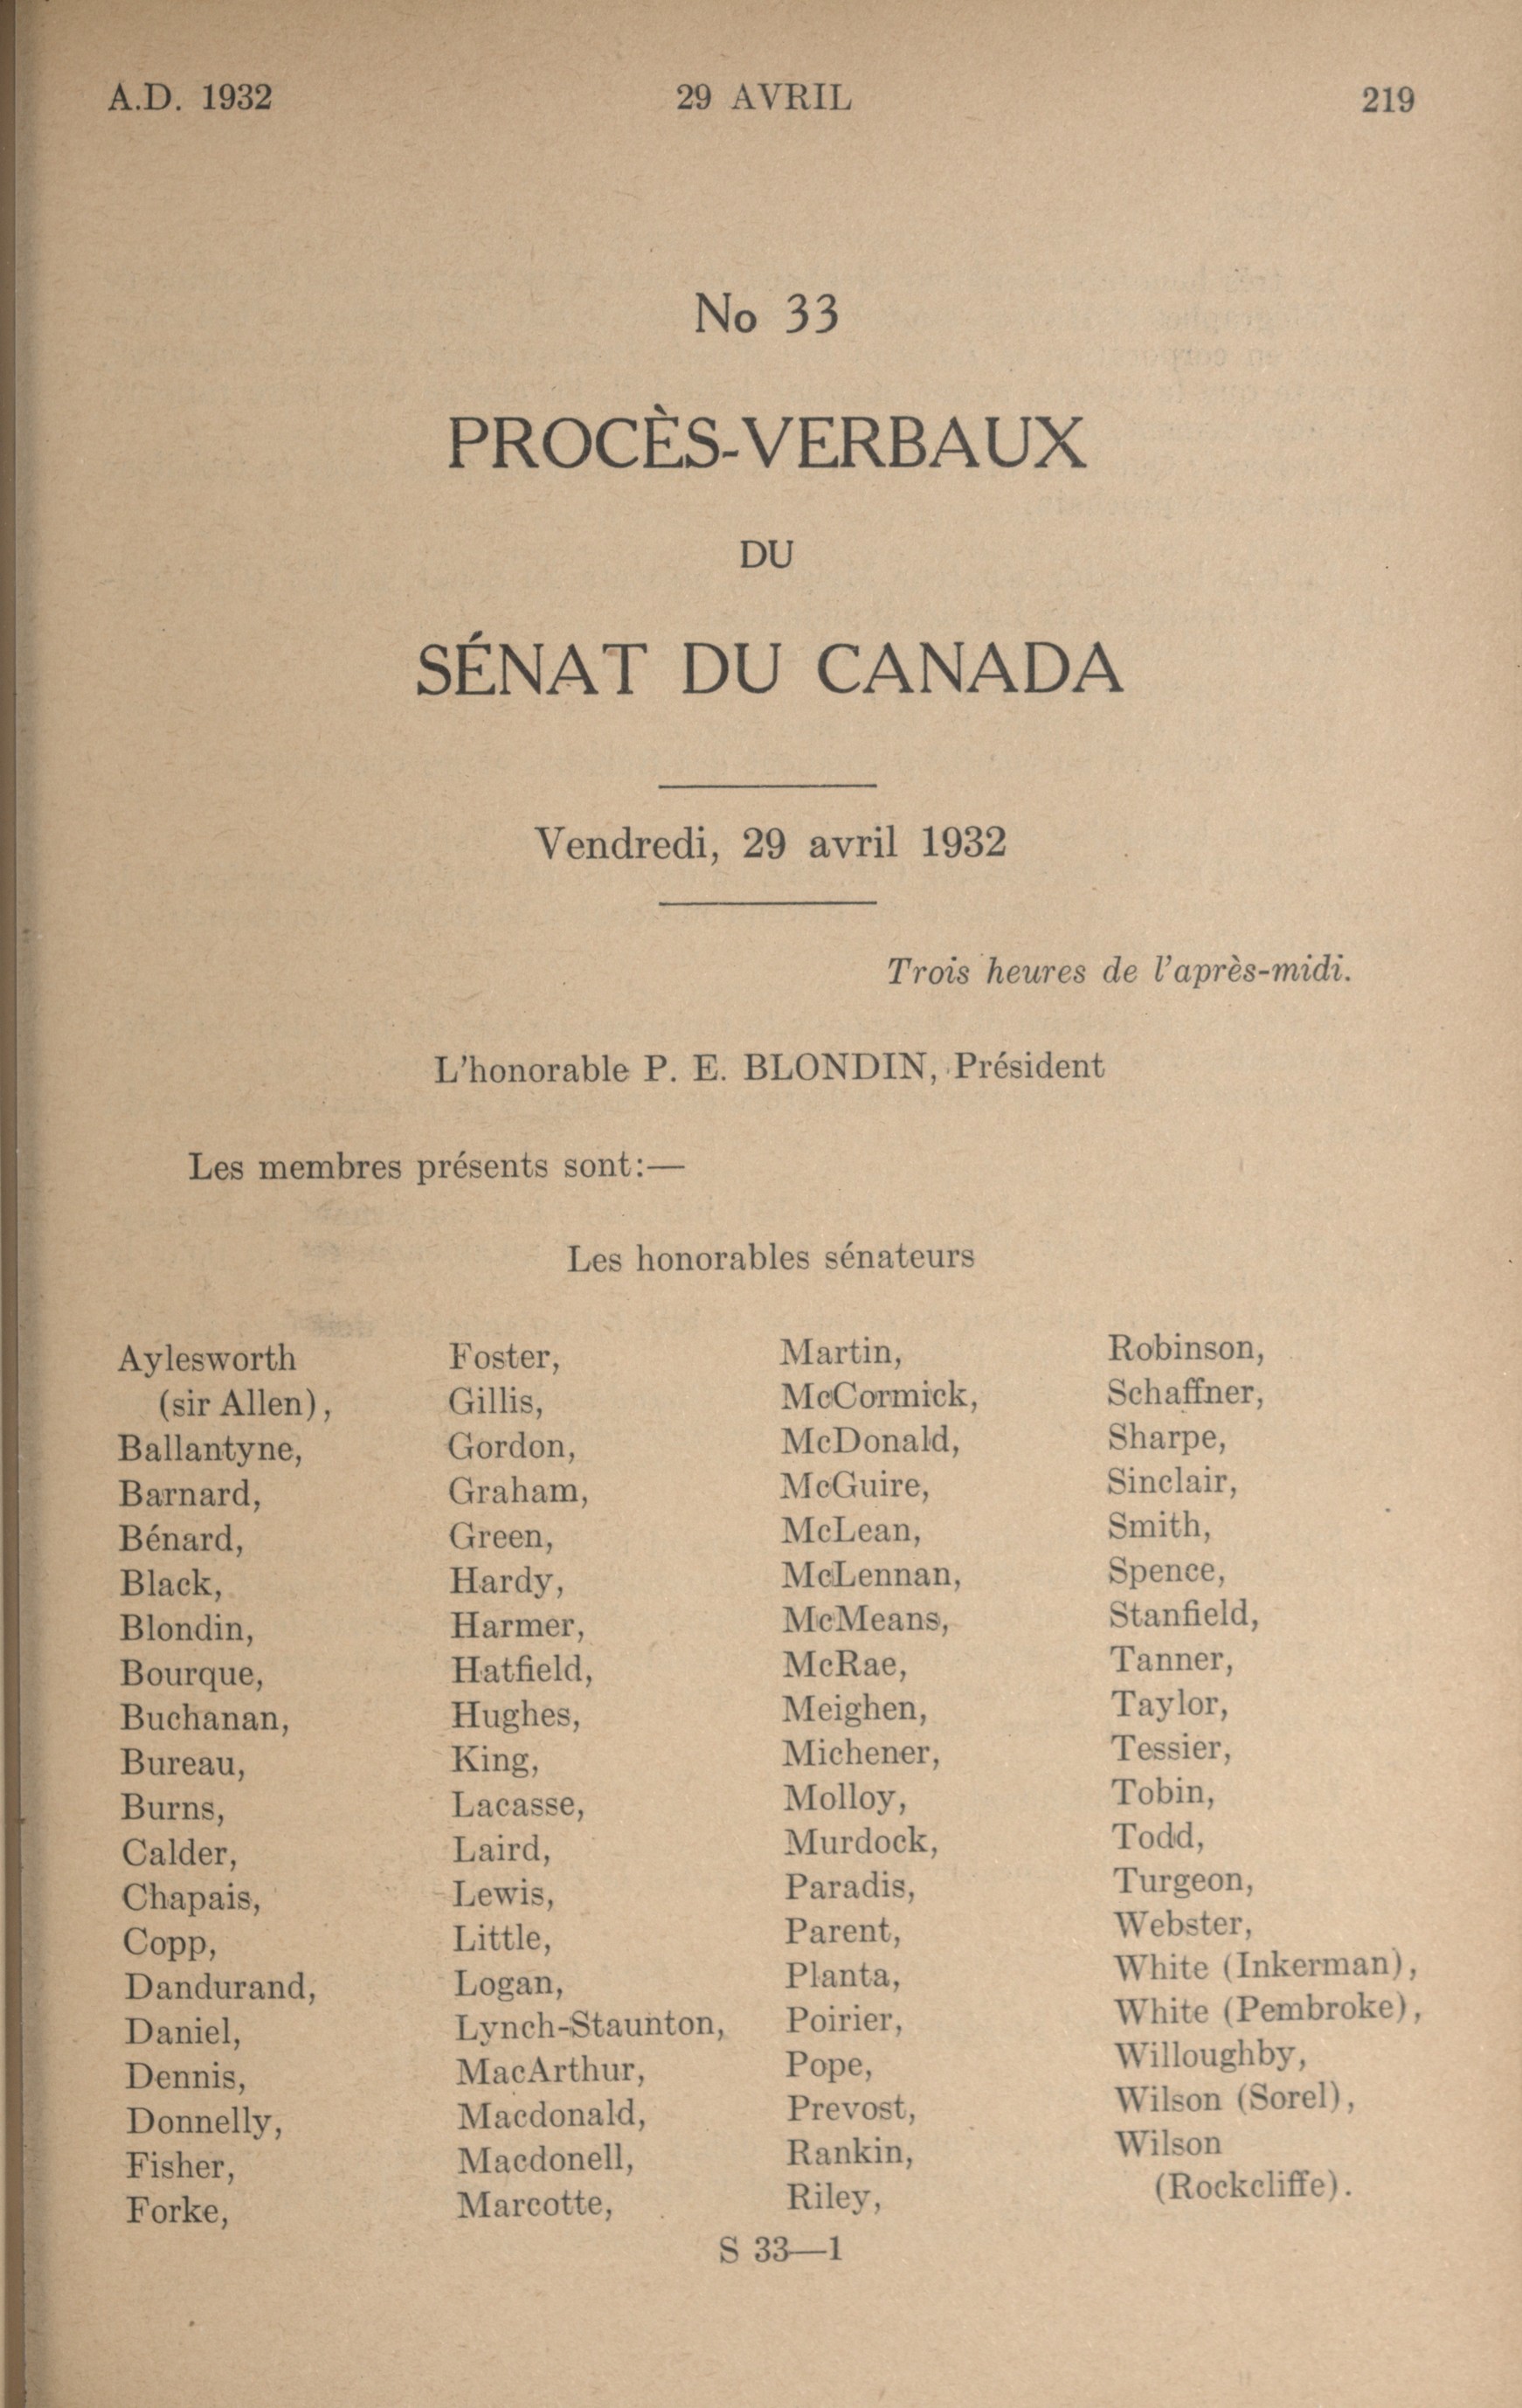 A.D. 1932 29 AVRIL 219
No 33
PROCÈS-VERBAUX
DU
SÉNAT DU CANADA
Vendredi, 29 avril 1932
Trois heures de l'après-midi.
L'honorable P. E. BLONDIN, Président
Les membres présents sont:—
Les honorables sénateurs
Aylesworth
(sir Allen),
Ballantyne,
Barnard,
Bénard,
Black,
Blondin,
Bourque,
Buchanan,
Bureau,
Burns,
Calder,
Chapais,
Copp,
Dandurand,
Daniel,
Dennis,
Donnelly,
Fisher,
Forke,
Foster,
Gillis,
Gordon,
Graham,
Green,
Hardy,
Harmer,
Hatfield,
Hughes,
King,
Lacasse,
Laird,
Lewis,
Little,
Logan,
Lynch-Staunton,
MacArthur,
Macdonald,
Macdonell,
Marcotte,
Martin,
McCormick,
McDonald,
McGuire,
McLean,
McLennan,
McMeans,
McRae,
Meighen,
Michener,
Molloy,
Murdock,
Paradis,
Parent,
Planta,
Poirier,
Pope,
Prevost,
Rankin,
Riley,
Robinson,
Schaffner,
Sharpe,
Sinclair,
Smith,
Spence,
Stanfield,
Tanner,
Taylor,
Tessier,
Tobin,
Todd,
Turgeon,
Webster,
White (Inkerman),
White (Pembroke),
Willoughby,
Wilson (Sorel),
Wilson
(Rockcliffe).
S 33—1